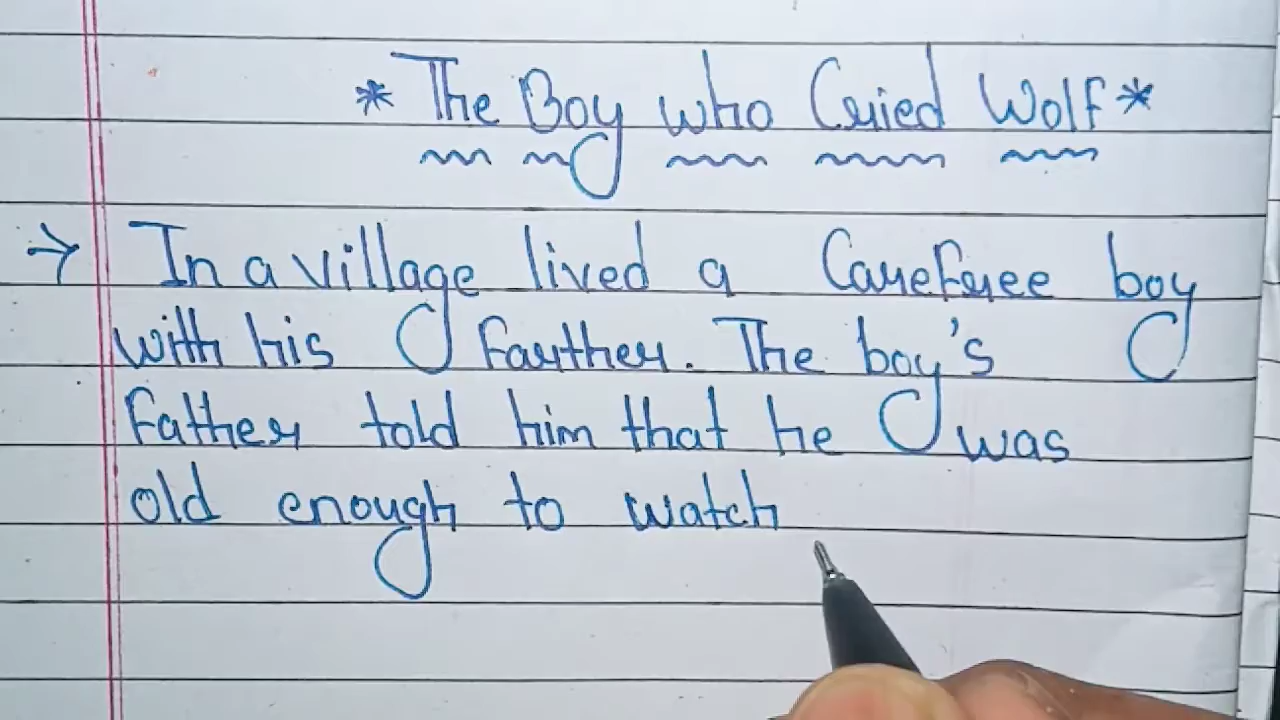 * The Boy who Cried Wolf *
→ In a village lived a Carefree boy
with his Farther. The boy's
Father told him that he was
old enough to watch